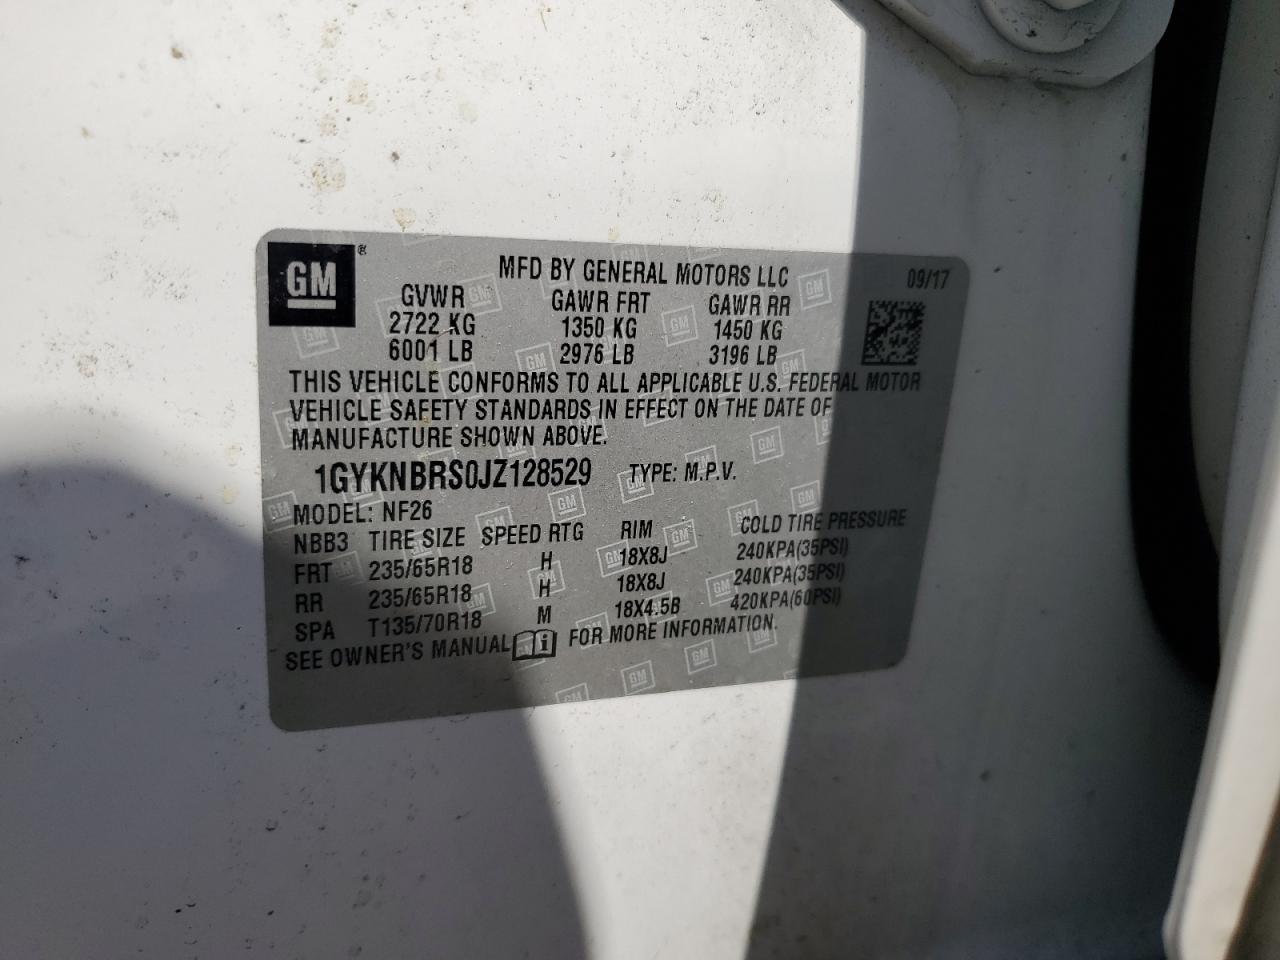 GM ®
MFD BY GENERAL MOTORS LLC 09/17
GVWR GAWR FRT GAWR RR
2722 KG 1350 KG 1450 KG
6001 LB 2976 LB 3196 LB
THIS VEHICLE CONFORMS TO ALL APPLICABLE U.S. FEDERAL MOTOR
VEHICLE SAFETY STANDARDS IN EFFECT ON THE DATE OF
MANUFACTURE SHOWN ABOVE.
1GYKNBRS0JZ128529 TYPE: M.P.V.
MODEL: NF26
NBB3 TIRE SIZE SPEED RTG RIM COLD TIRE PRESSURE
FRT 235/65R18 H 18X8J 240KPA(35PSI)
RR 235/65R18 H 18X8J 240KPA(35PSI)
SPA T135/70R18 M 18X4.5B 420KPA(60PSI)
SEE OWNER'S MANUAL FOR MORE INFORMATION.